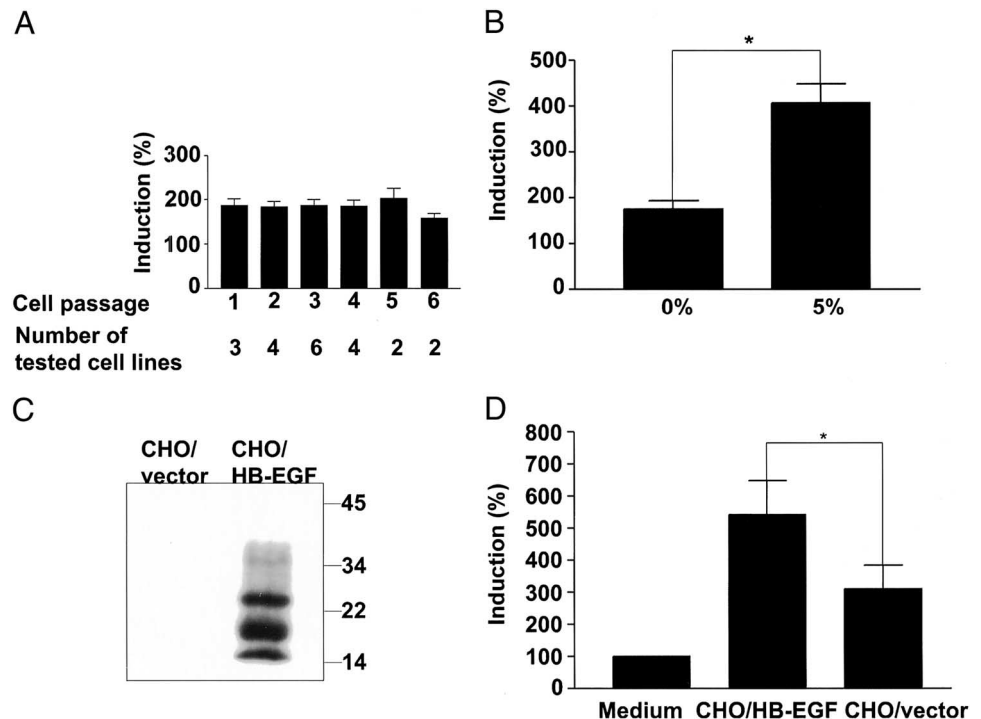 A
Induction (%)
300
200
100
0
Cell passage 1 2 3 4 5 6
Number of
tested cell lines 3 4 6 4 2 2
B
Induction (%)
500
400
300
200
100
0
*
0% 5%
C
CHO/
vector
CHO/
HB-EGF
45
34
22
14
D
Induction (%)
800
700
600
500
400
300
200
100
0
*
Medium CHO/HB-EGF CHO/vector